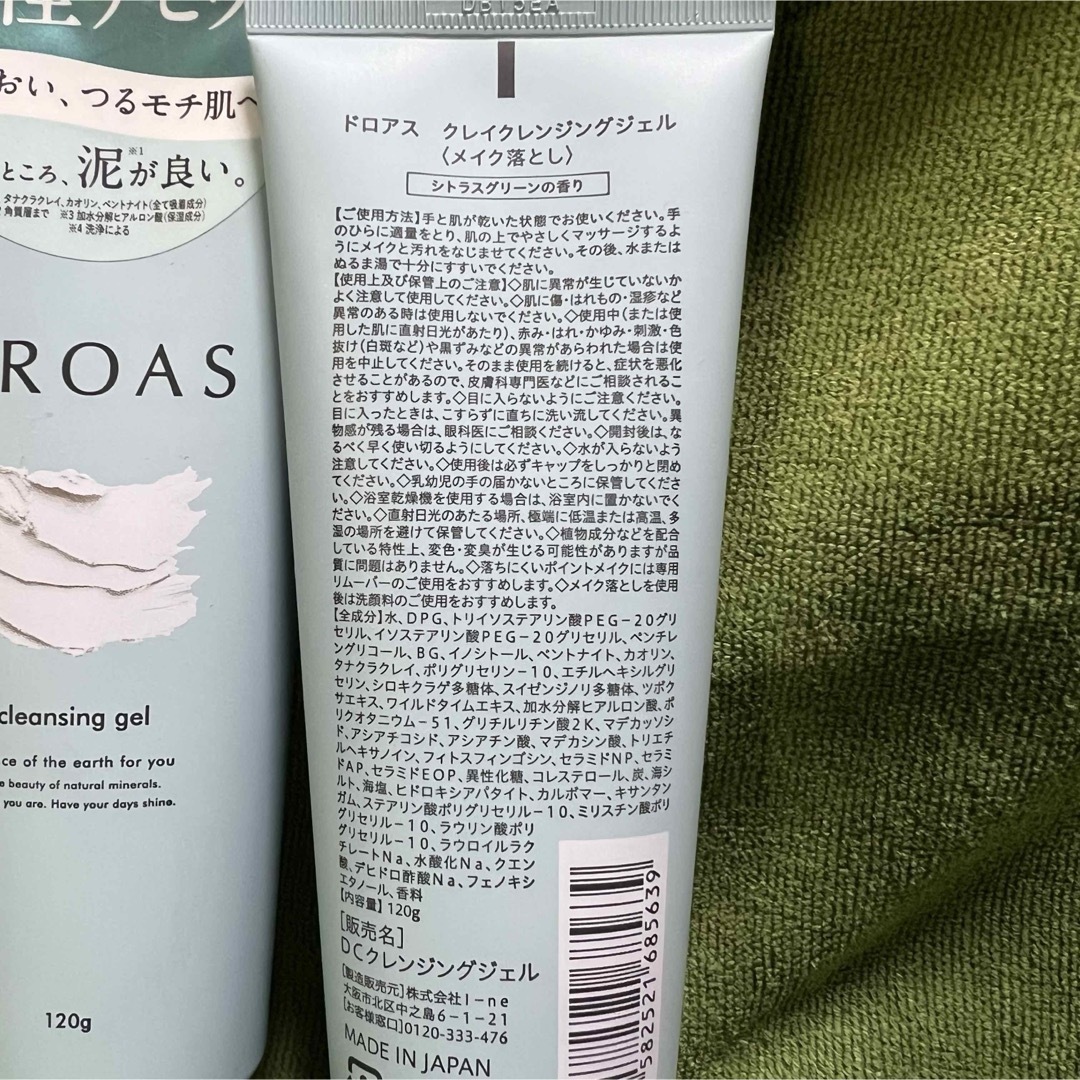 おい、つるモチ肌へ
ところ、泥※1が良い。
タナクラクレイ、カオリン、ベントナイト(全て吸着成分)
角質層まで ※3 加水分解ヒアルロン酸(保湿成分)
※4 洗浄による
ROAS
cleansing gel
ce of the earth for you
beauty of natural minerals.
you are. Have your days shine.
120g
ドロアス クレイクレンジングジェル
〈メイク落とし〉
シトラスグリーンの香り
【ご使用方法】手と肌が乾いた状態でお使いください。手
のひらに適量をとり、肌の上でやさしくマッサージするよ
うにメイクと汚れをなじませてください。その後、水または
ぬるま湯で十分にすすいでください。
【使用上及び保管上のご注意】◇肌に異常が生じていないか
よく注意して使用してください。◇肌に傷・はれもの・湿疹など
異常のある時は使用しないでください。◇使用中(または使
用した肌に直射日光があたり)、赤み・はれ・かゆみ・刺激・色
抜け(白斑など)や黒ずみなどの異常があらわれた場合は使
用を中止してください。そのまま使用を続けると、症状を悪化
させることがあるので、皮膚科専門医などにご相談されるこ
とをおすすめします。◇目に入らないようにご注意ください。
目に入ったときは、こすらずに直ちに洗い流してください。異
物感が残る場合は、眼科医にご相談ください。◇開封後は、な
るべく早く使い切るようにしてください。◇水が入らないよう
注意してください。◇使用後は必ずキャップをしっかりと閉め
てください。◇乳幼児の手の届かないところに保管してくださ
い。◇浴室乾燥機を使用する場合は、浴室内に置かないでく
ださい。◇直射日光のあたる場所、極端に低温または高温、多
湿の場所を避けて保管してください。◇植物成分などを配合
している特性上、変色・変臭が生じる可能性がありますが品
質に問題はありません。◇落ちにくいポイントメイクには専用
リムーバーのご使用をおすすめします。◇メイク落としを使用
後は洗顔料のご使用をおすすめします。
【全成分】水、DPG、トリイソステアリン酸PEG-20グリ
セリル、イソステアリン酸PEG-20グリセリル、ペンチレ
ングリコール、BG、イノシトール、ベントナイト、カオリン、
タナクラクレイ、ポリグリセリン-10、エチルヘキシルグリ
セリン、シロキクラゲ多糖体、スイゼンジノリ多糖体、ツボク
サエキス、ワイルドタイムエキス、加水分解ヒアルロン酸、ポ
リクオタニウム-51、グリチルリチン酸2K、マデカッソシ
ド、アシアチコシド、アシアチン酸、マデカシン酸、トリエチ
ルヘキサノイン、フィトスフィンゴシン、セラミドNP、セラミ
ドAP、セラミドEOP、異性化糖、コレステロール、炭、海シ
ルト、海塩、ヒドロキシアパタイト、カルボマー、キサンタン
ガム、ステアリン酸ポリグリセリル-10、ミリスチン酸ポリ
グリセリル-10、ラウリン酸ポリ
グリセリル-10、ラウロイルラク
チレートNa、水酸化Na、クエン
酸、デヒドロ酢酸Na、フェノキシ
エタノール、香料
【内容量】120g
[販売名]
DCクレンジングジェル
[製造販売元]株式会社I-ne
大阪市北区中之島6-1-21
[お客様窓口]0120-333-476
MADE IN JAPAN
582521 685639